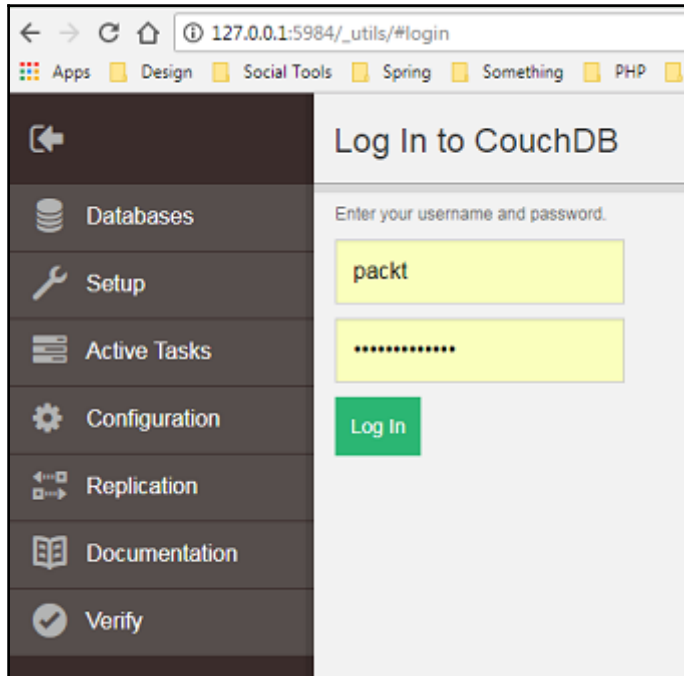 127.0.0.1:5984/_utils/#login
Apps Design Social Tools Spring Something PHP
Log In to CouchDB
Databases
Setup
Active Tasks
Configuration
Replication
Documentation
Verify
Enter your username and password.
packt
•••••••••••••
Log In